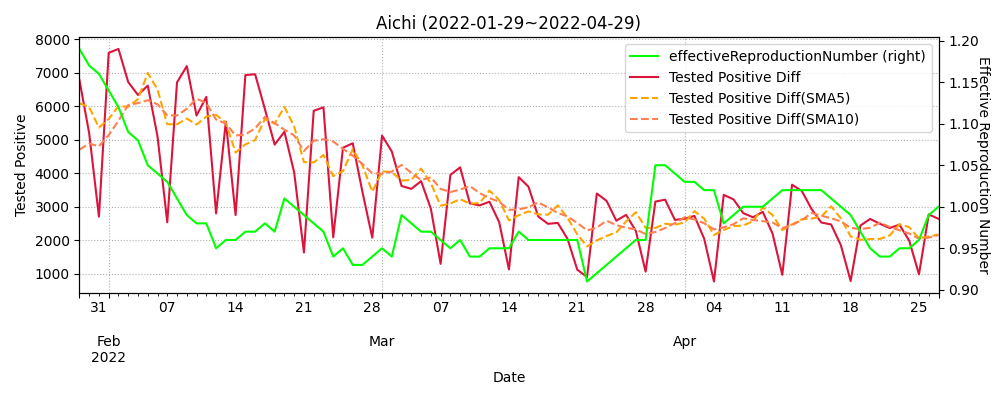 Aichi (2022-01-29~2022-04-29)
effectiveReproductionNumber (right)
Tested Positive Diff
Tested Positive Diff(SMA5)
Tested Positive Diff(SMA10)
Tested Positive
8000
7000
6000
5000
4000
3000
2000
1000
Effective Reproduction Number
1.20
1.15
1.10
1.05
1.00
0.95
0.90
31 07 14 21 28 07 14 21 28 04 11 18 25
Feb Mar Apr
2022
Date